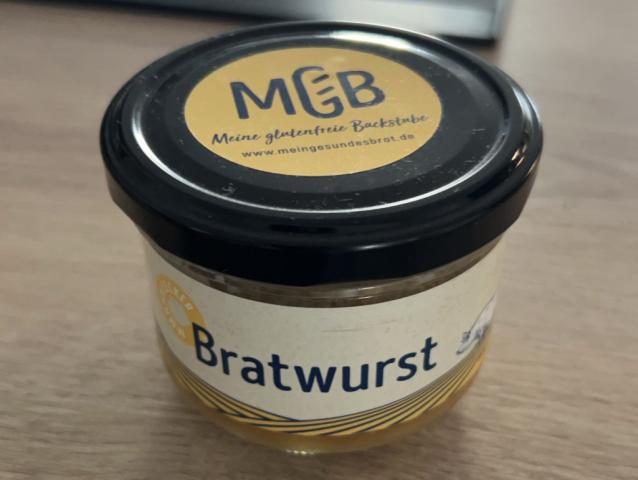 MGB
Meine glutenfreie Backstube
www.meingesundesbrot.de
Bratwurst